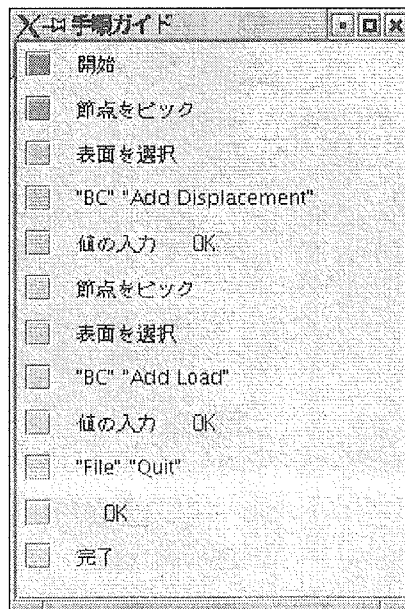 手順ガイド
開始
節点をピック
表面を選択
"BC" "Add Displacement"
値の入力 OK
節点をピック
表面を選択
"BC" "Add Load"
値の入力 OK
"File" "Quit"
OK
完了